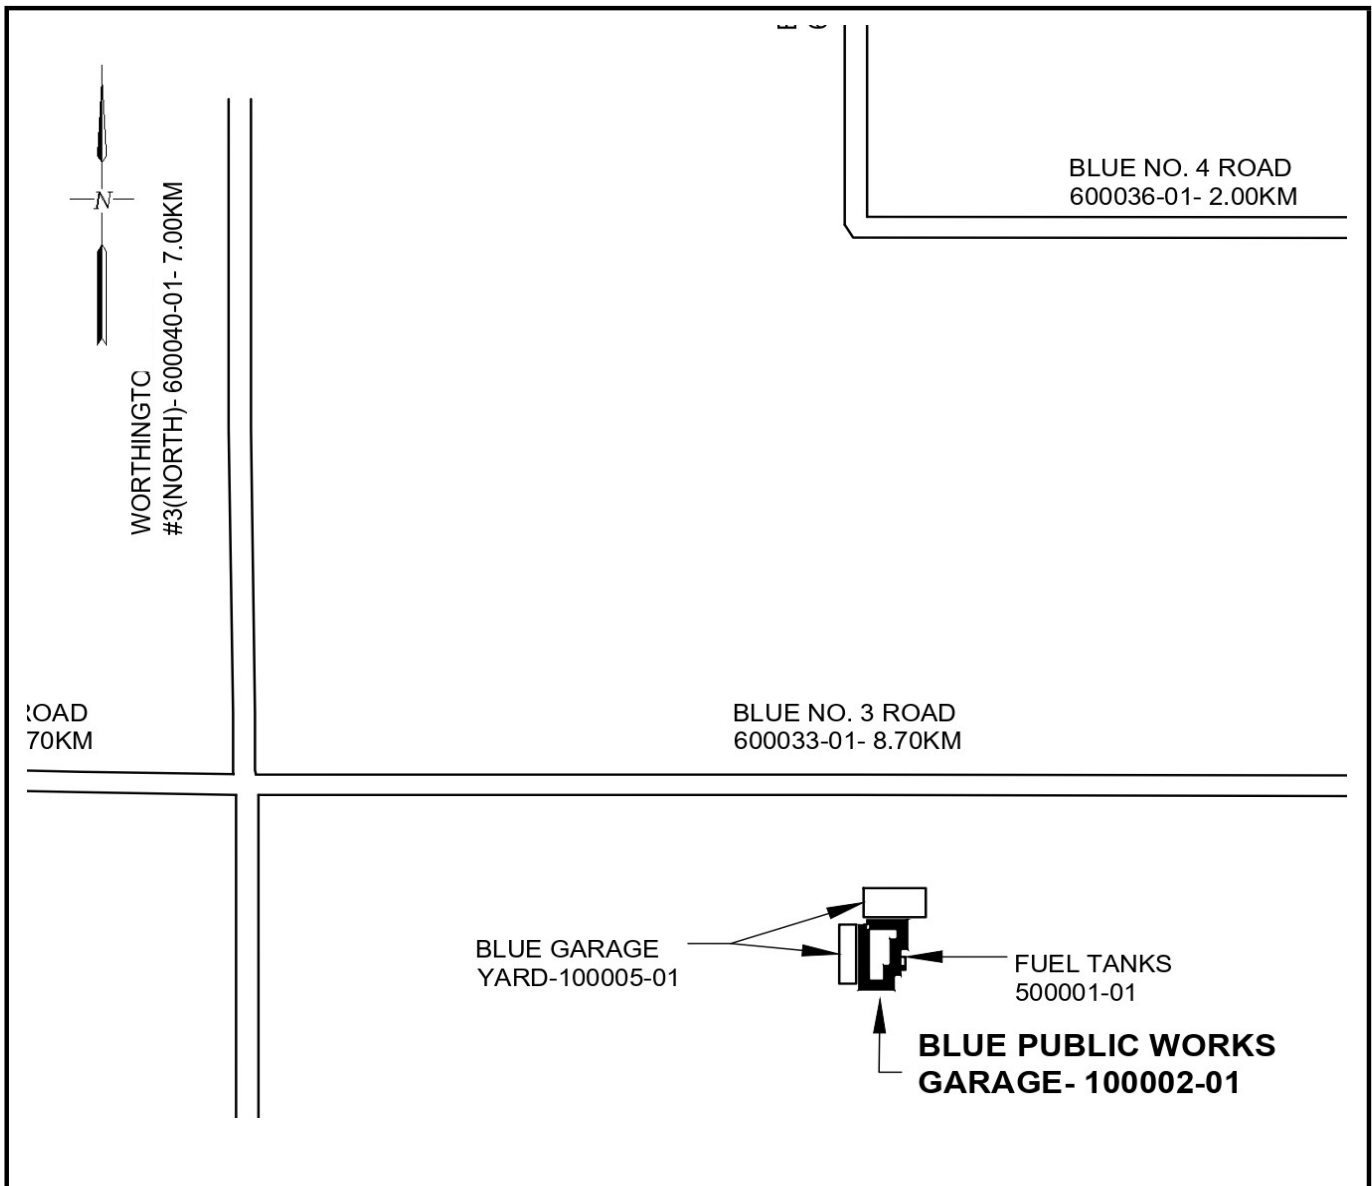 BLUE NO. 4 ROAD
600036-01- 2.00KM
N
WORTHINGTO
#3(NORTH)- 600040-01- 7.00KM
ROAD
70KM
BLUE NO. 3 ROAD
600033-01- 8.70KM
BLUE GARAGE
YARD-100005-01
FUEL TANKS
500001-01
BLUE PUBLIC WORKS
GARAGE- 100002-01